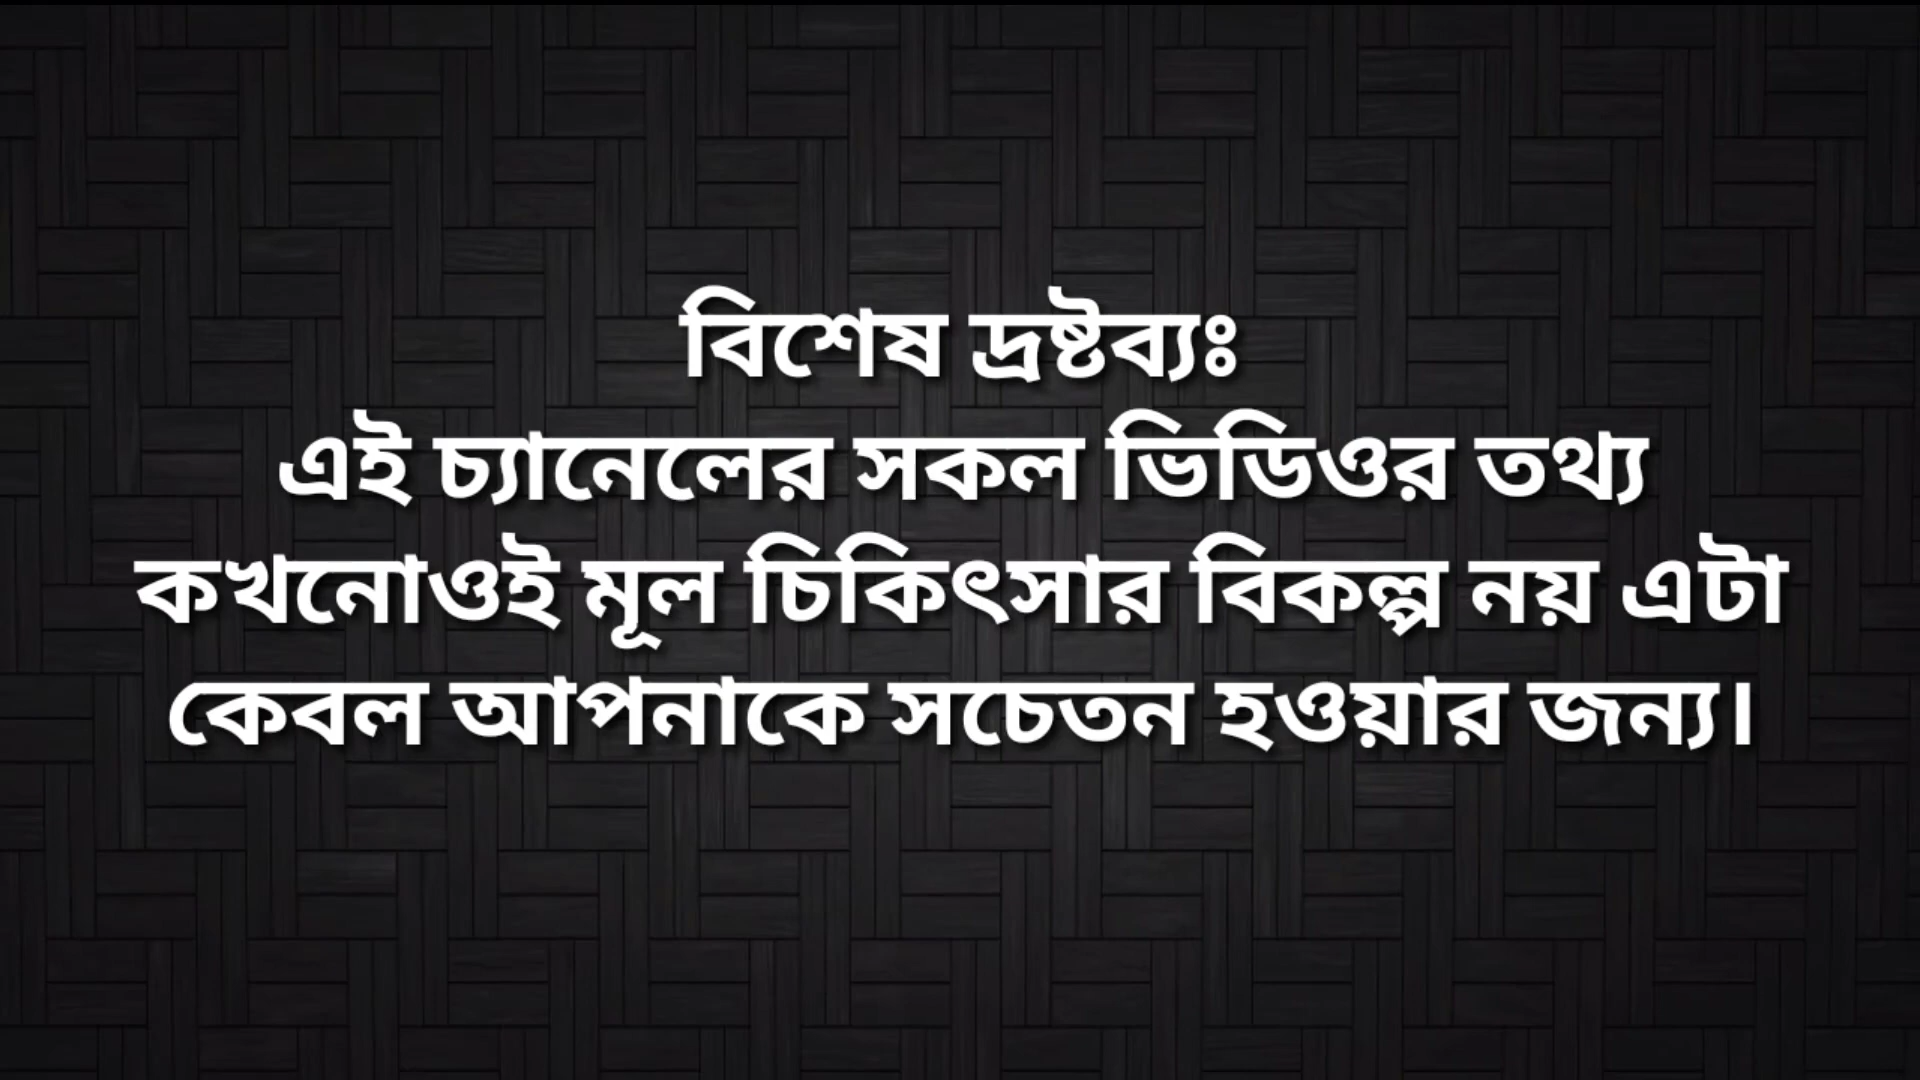 বিশেষ দ্রষ্টব্যঃ
এই চ্যানেলের সকল ভিডিওর তথ্য
কখনোওই মূল চিকিৎসার বিকল্প নয় এটা
কেবল আপনাকে সচেতন হওয়ার জন্য।